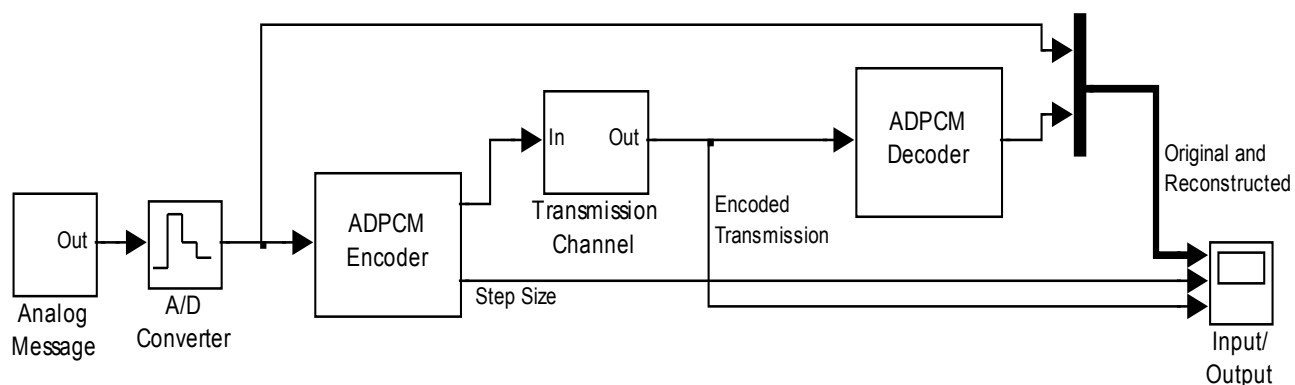 Out
Analog
Message
A/D
Converter
ADPCM
Encoder
Step Size
In
Out
Transmission
Channel
Encoded
Transmission
ADPCM
Decoder
Original and
Reconstructed
Input/
Output